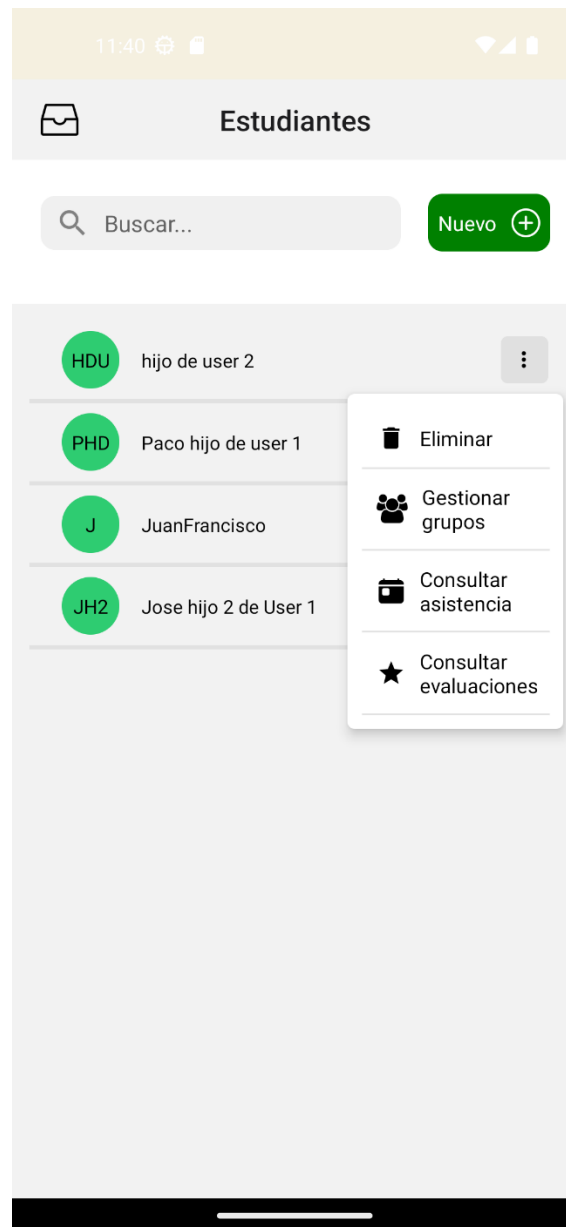 11:40
Estudiantes
Buscar...
Nuevo
HDU hijo de user 2
PHD Paco hijo de user 1
J JuanFrancisco
JH2 Jose hijo 2 de User 1
Eliminar
Gestionar
grupos
Consultar
asistencia
Consultar
evaluaciones